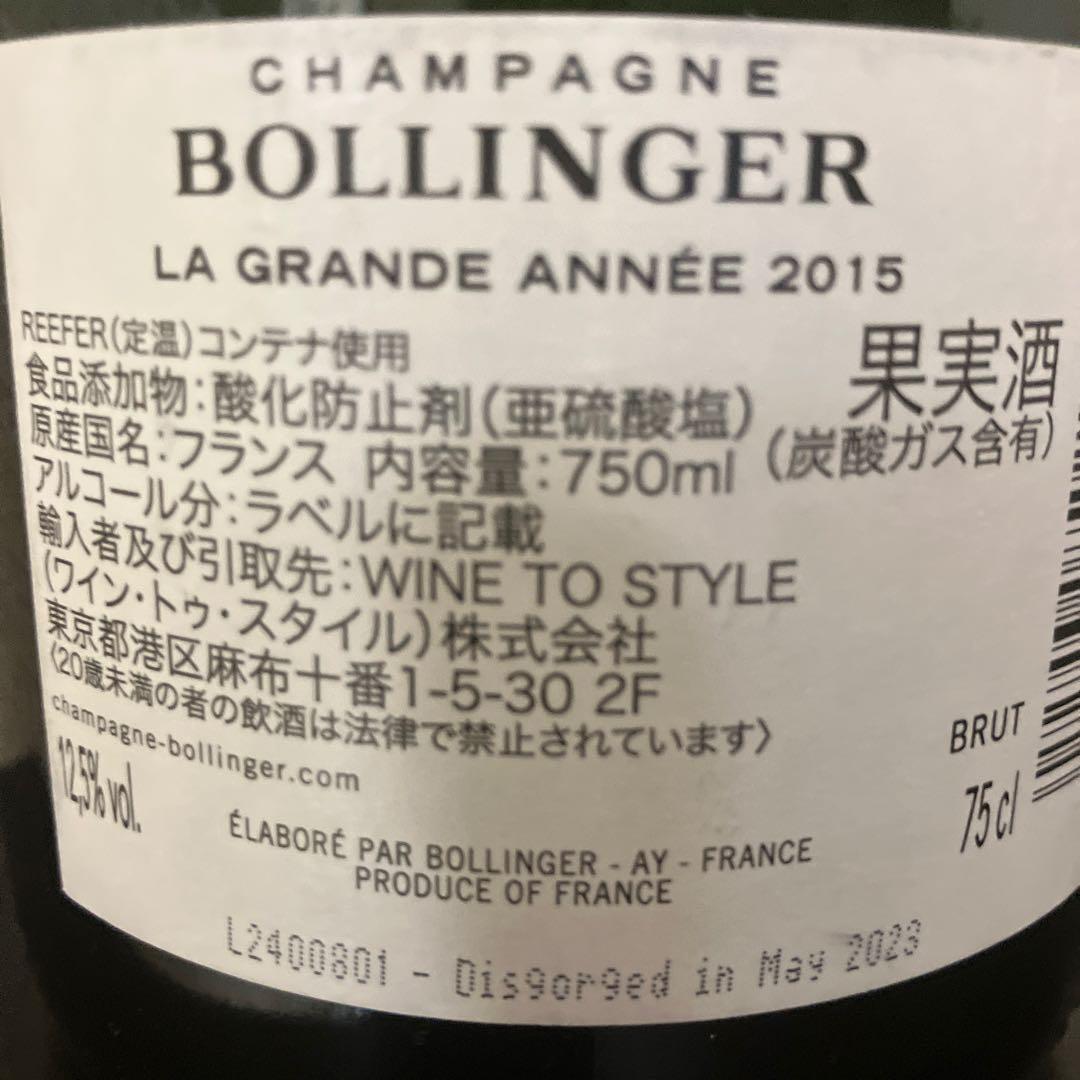 CHAMPAGNE
BOLLINGER
LA GRANDE ANNÉE 2015
REEFER(定温)コンテナ使用
果実酒
食品添加物:酸化防止剤(亜硫酸塩)
(炭酸ガス含有)
原産国名:フランス 内容量:750ml
アルコール分:ラベルに記載
輸入者及び引取先:WINE TO STYLE
(ワイン・トゥ・スタイル)株式会社
東京都港区麻布十番1-5-30 2F
〈20歳未満の者の飲酒は法律で禁止されています〉
champagne-bollinger.com
BRUT
12,5% vol.
75 cl
ÉLABORÉ PAR BOLLINGER - AY - FRANCE
PRODUCE OF FRANCE
L2400801 - Disgorged in May 2023